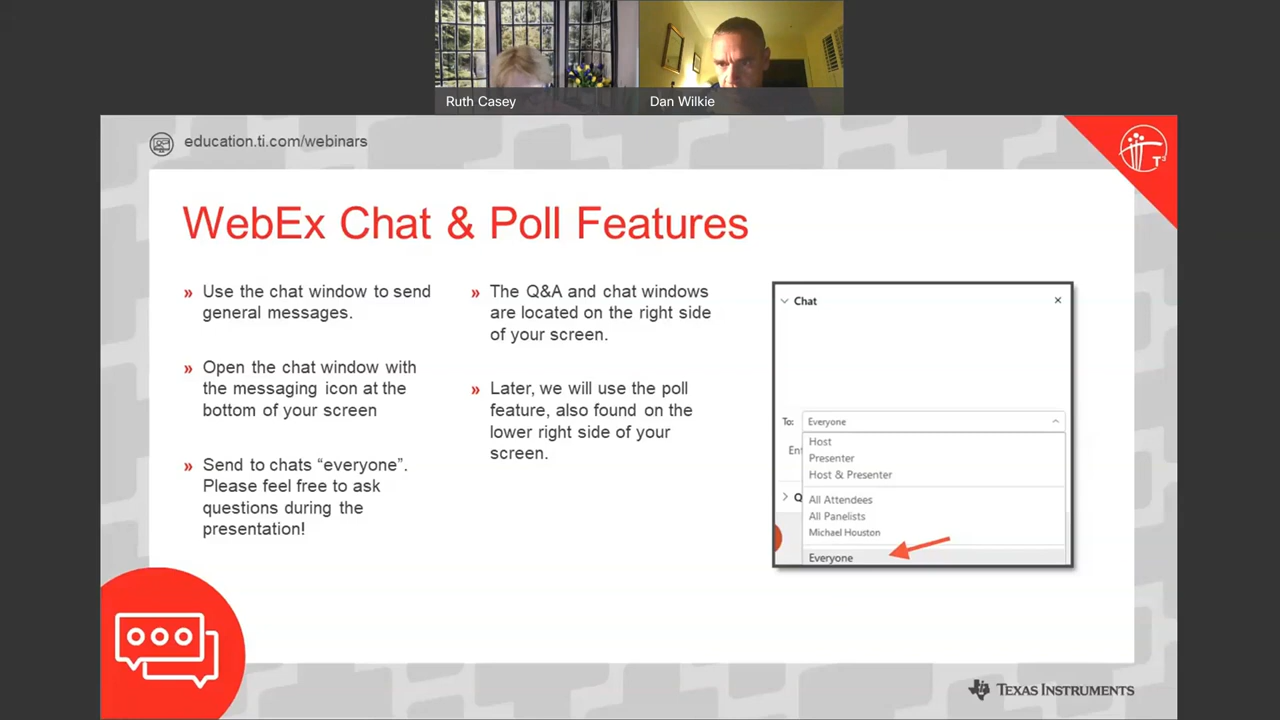 Ruth Casey
Dan Wilkie
education.ti.com/webinars
T³
WebEx Chat & Poll Features
» Use the chat window to send
general messages.
» Open the chat window with
the messaging icon at the
bottom of your screen
» Send to chats “everyone”.
Please feel free to ask
questions during the
presentation!
» The Q&A and chat windows
are located on the right side
of your screen.
» Later, we will use the poll
feature, also found on the
lower right side of your
screen.
Chat
To: Everyone
Host
Presenter
Host & Presenter
All Attendees
All Panelists
Michael Houston
Everyone
TEXAS INSTRUMENTS